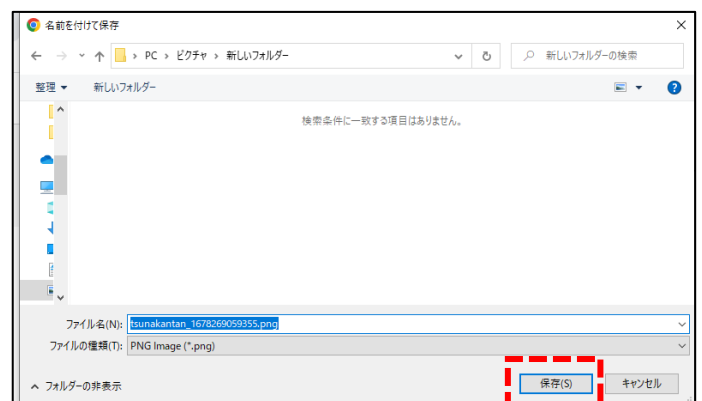 名前を付けて保存
PC › ピクチャ › 新しいフォルダー
新しいフォルダーの検索
整理 新しいフォルダー
検索条件に一致する項目はありません。
ファイル名(N): tsunakantan_1678269059355.png
ファイルの種類(T): PNG Image (*.png)
フォルダーの非表示
保存(S) キャンセル